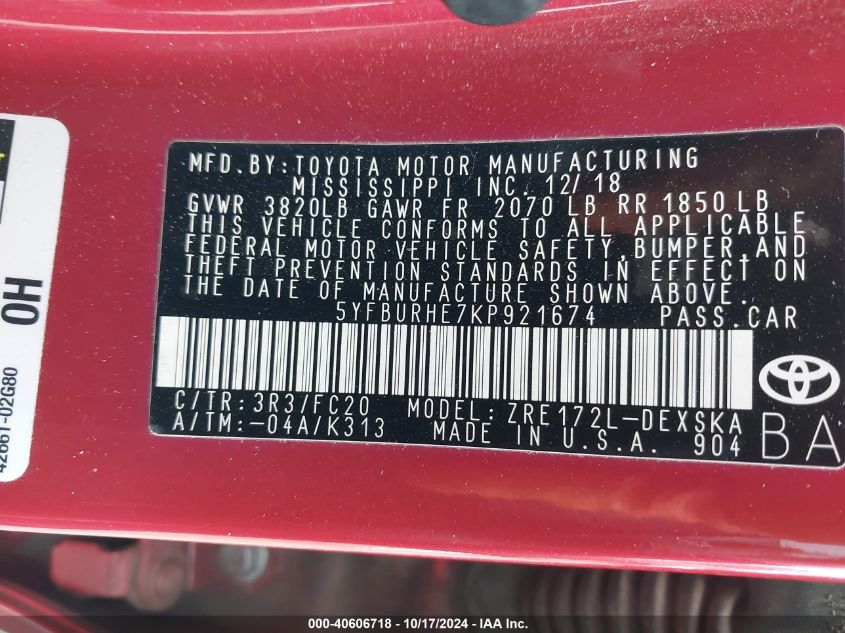 MFD.BY:TOYOTA MOTOR MANUFACTURING
MISSISSIPPI INC. 12/18
GVWR 3820LB GAWR FR 2070 LB RR 1850 LB
THIS VEHICLE CONFORMS TO ALL APPLICABLE
FEDERAL MOTOR VEHICLE SAFETY,BUMPER,AND
THEFT PREVENTION STANDARDS IN EFFECT ON
THE DATE OF MANUFACTURE SHOWN ABOVE.
5YFBURHE7KP921674 PASS.CAR
C/TR:3R3/FC20 MODEL:ZRE172L-DEXSKA
A/TM:-04A/K313 MADE IN U.S.A. 904
BA
OH
42661-02G80
000-40606718 - 10/17/2024 - IAA Inc.